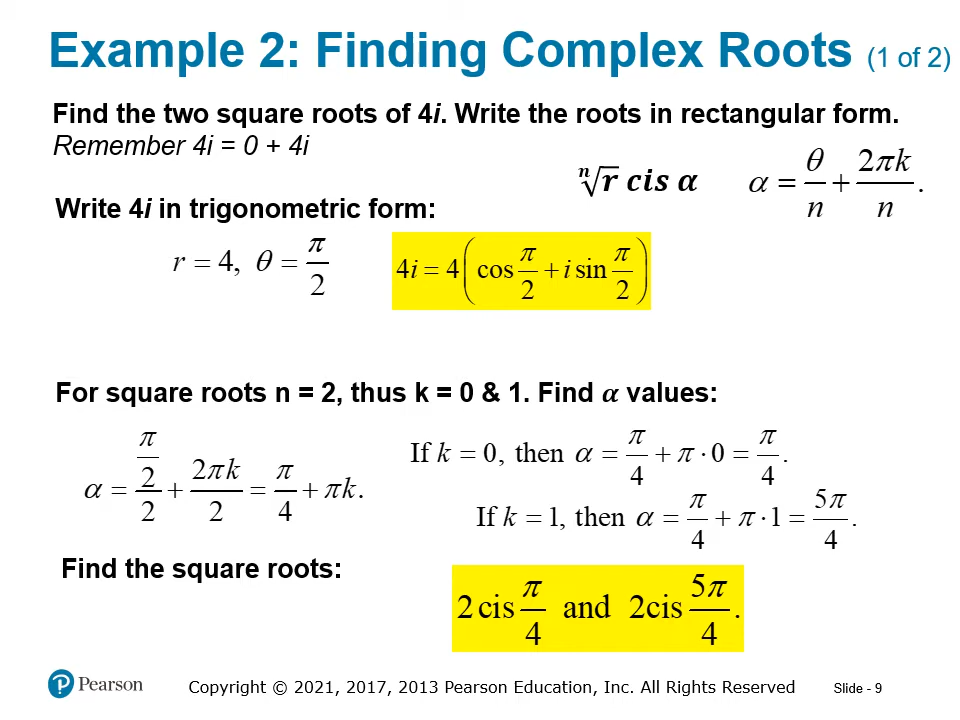 Example 2: Finding Complex Roots (1 of 2)
Find the two square roots of 4i. Write the roots in rectangular form.
Remember 4i = 0 + 4i
ⁿ√r cis α   α = θ/n + 2πk/n.
Write 4i in trigonometric form:
r = 4, θ = π/2   4i = 4(cos π/2 + i sin π/2)
For square roots n = 2, thus k = 0 & 1. Find α values:
α = (π/2)/2 + 2πk/2 = π/4 + πk.
If k = 0, then α = π/4 + π · 0 = π/4.
If k = 1, then α = π/4 + π · 1 = 5π/4.
Find the square roots:
2 cis π/4 and 2cis 5π/4.
Pearson
Copyright © 2021, 2017, 2013 Pearson Education, Inc. All Rights Reserved
Slide - 9